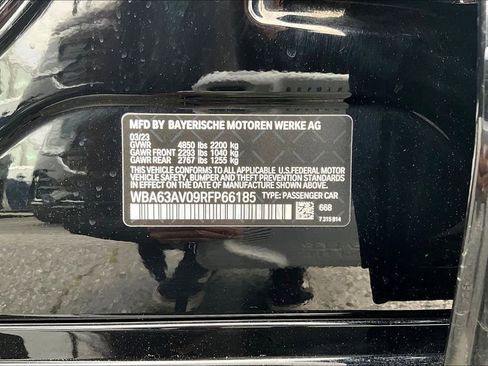 MFD BY BAYERISCHE MOTOREN WERKE AG
03/23
GVWR 4850 lbs 2200 kg
GAWR FRONT 2293 lbs 1040 kg
GAWR REAR 2767 lbs 1255 kg
THIS VEHICLE CONFORMS TO ALL APPLICABLE U.S.FEDERAL MOTOR
VEHICLE SAFETY, BUMPER AND THEFT PREVENTION STANDARDS IN
EFFECT ON THE DATE OF MANUFACTURE SHOWN ABOVE.
WBA63AV09RFP66185 TYPE: PASSENGER CAR
668
7315814